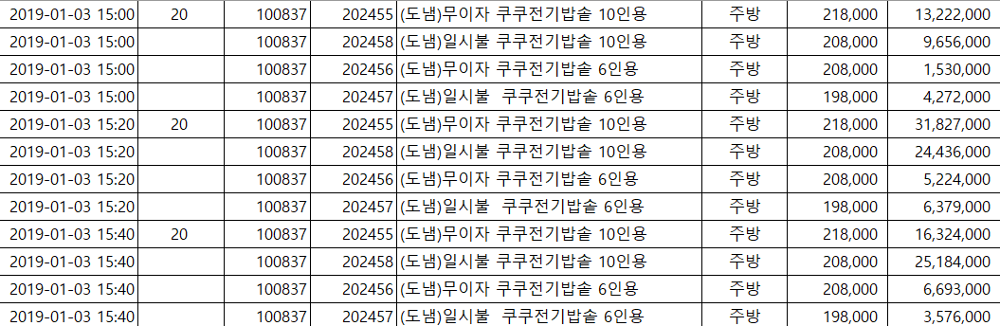 2019-01-03 15:00 20 100837 202455 (도냄)무이자 쿠쿠전기밥솥 10인용 주방 218,000 13,222,000
2019-01-03 15:00 100837 202458 (도냄)일시불 쿠쿠전기밥솥 10인용 주방 208,000 9,656,000
2019-01-03 15:00 100837 202456 (도냄)무이자 쿠쿠전기밥솥 6인용 주방 208,000 1,530,000
2019-01-03 15:00 100837 202457 (도냄)일시불  쿠쿠전기밥솥 6인용 주방 198,000 4,272,000
2019-01-03 15:20 20 100837 202455 (도냄)무이자 쿠쿠전기밥솥 10인용 주방 218,000 31,827,000
2019-01-03 15:20 100837 202458 (도냄)일시불 쿠쿠전기밥솥 10인용 주방 208,000 24,436,000
2019-01-03 15:20 100837 202456 (도냄)무이자 쿠쿠전기밥솥 6인용 주방 208,000 5,224,000
2019-01-03 15:20 100837 202457 (도냄)일시불  쿠쿠전기밥솥 6인용 주방 198,000 6,379,000
2019-01-03 15:40 20 100837 202455 (도냄)무이자 쿠쿠전기밥솥 10인용 주방 218,000 16,324,000
2019-01-03 15:40 100837 202458 (도냄)일시불 쿠쿠전기밥솥 10인용 주방 208,000 25,184,000
2019-01-03 15:40 100837 202456 (도냄)무이자 쿠쿠전기밥솥 6인용 주방 208,000 6,693,000
2019-01-03 15:40 100837 202457 (도냄)일시불  쿠쿠전기밥솥 6인용 주방 198,000 3,576,000